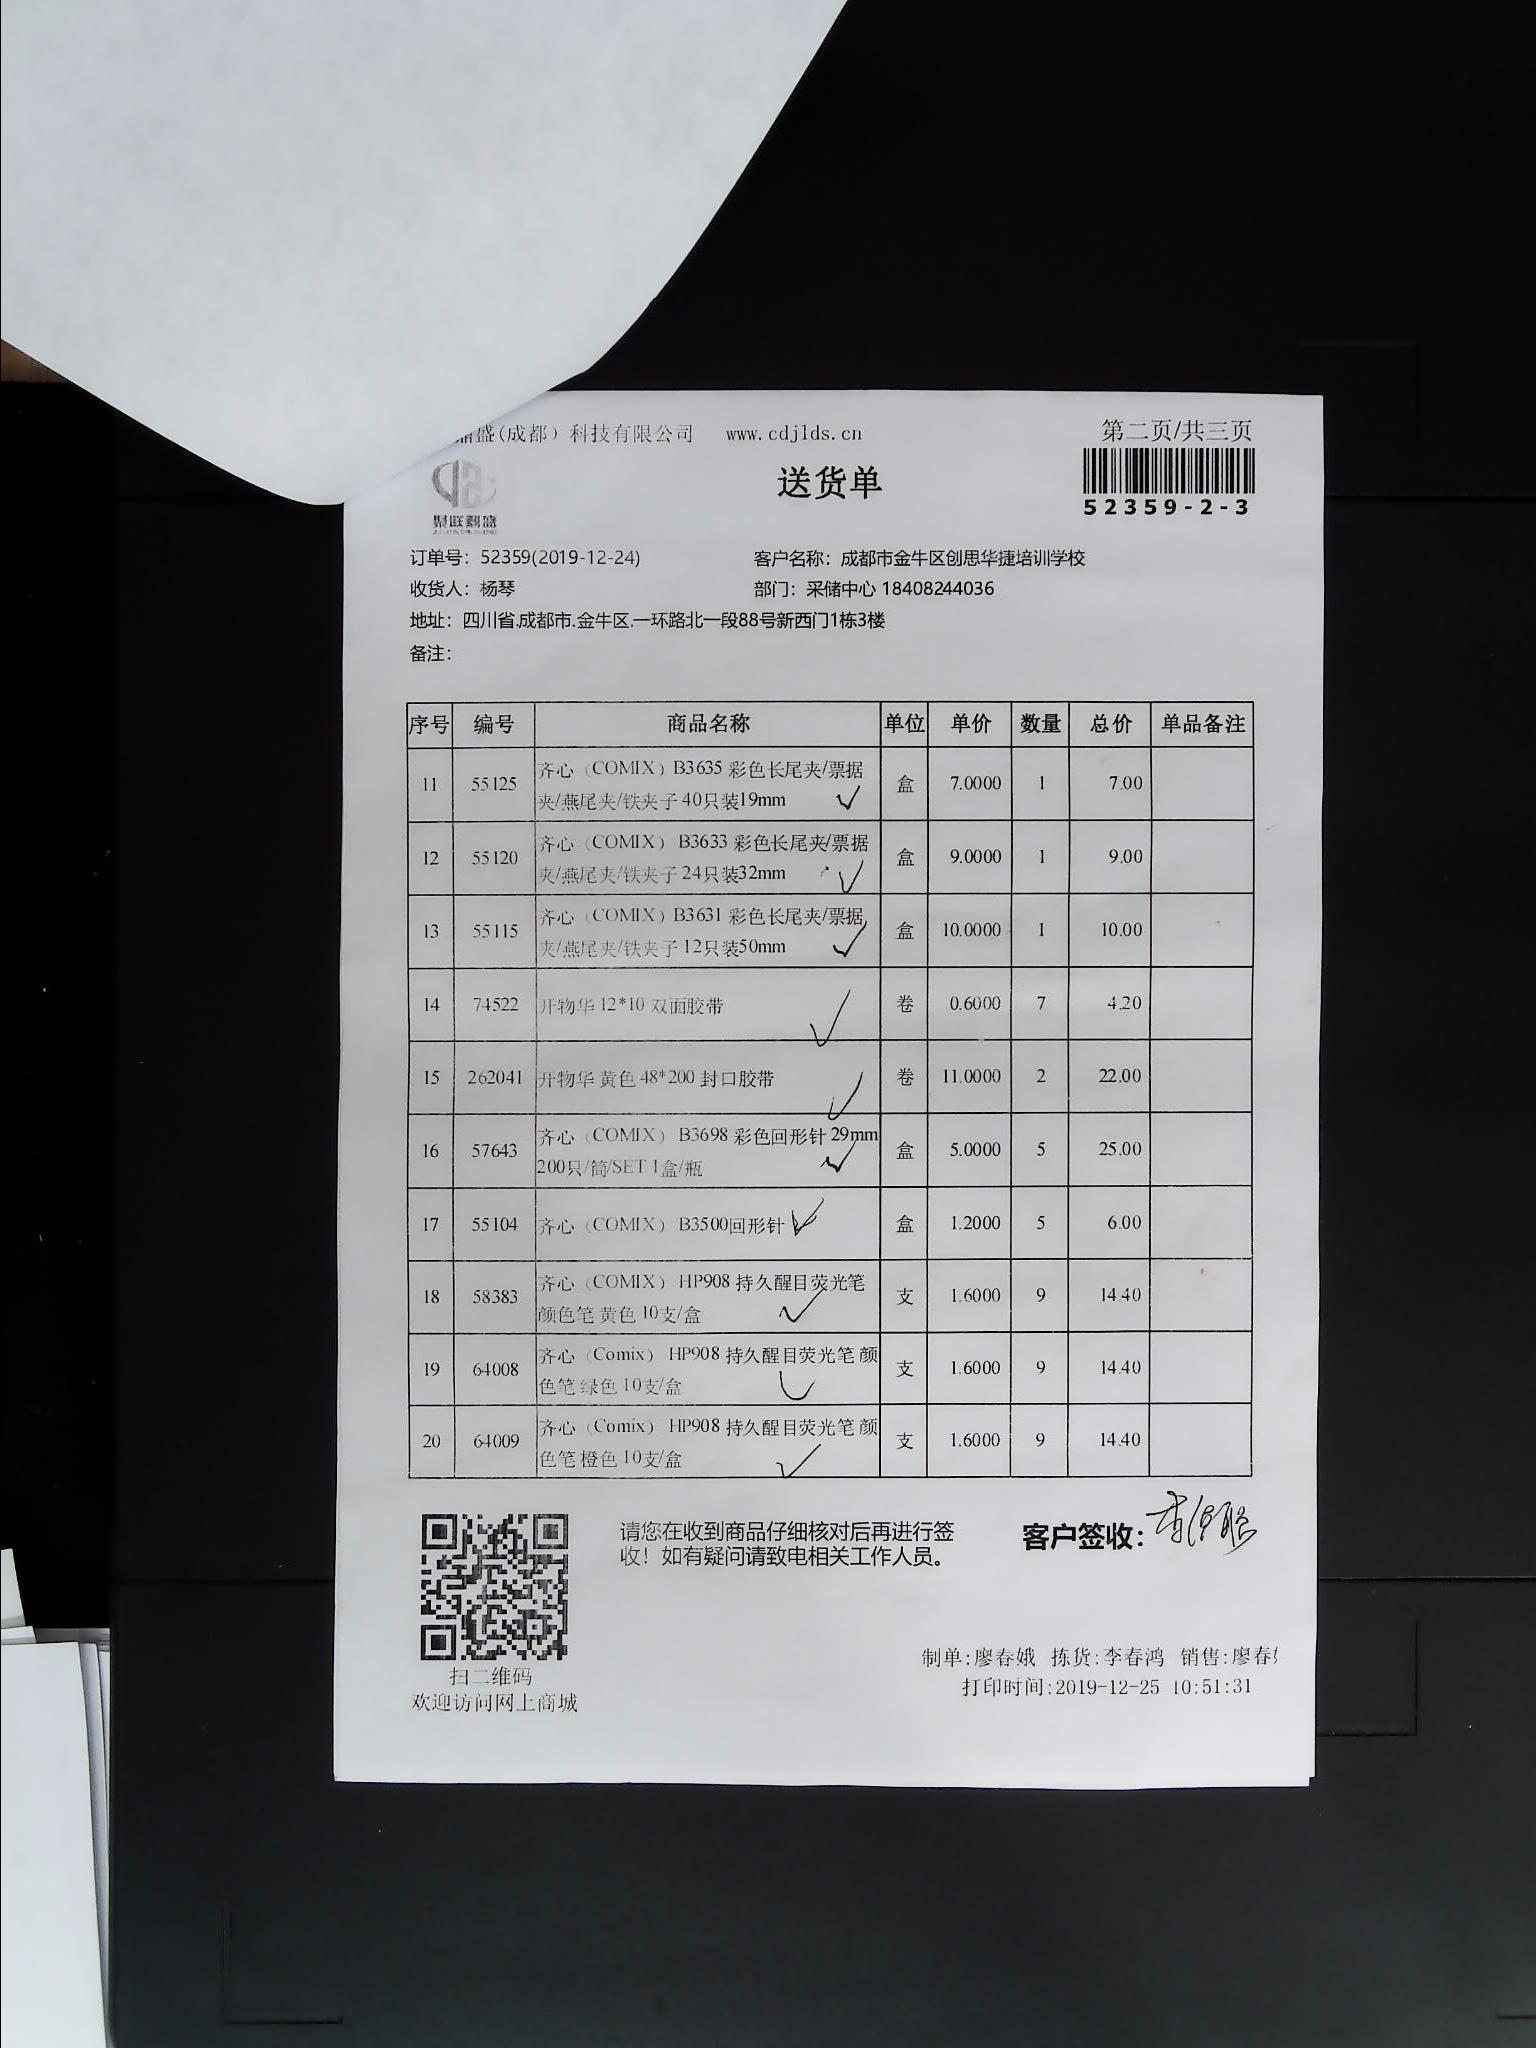 鼎盛(成都）科技有限公司 www.cdjlds.cn
第二页/共三页
聚联鼎盛
送货单
52359-2-3
订单号：52359(2019-12-24) 客户名称：成都市金牛区创思华捷培训学校
收货人：杨琴 部门：采储中心 18408244036
地址：四川省.成都市.金牛区.一环路北一段88号新西门1栋3楼
备注：
序号 编号 商品名称 单位 单价 数量 总价 单品备注
11 55125 齐心（COMIX）B3635 彩色长尾夹/票据 盒 7.0000 1 7.00
夹/燕尾夹/铁夹子 40只装19mm
12 55120 齐心（COMIX） B3633 彩色长尾夹/票据 盒 9.0000 1 9.00
夹/燕尾夹/铁夹子 24只装32mm
13 55115 齐心（COMIX）B3631 彩色长尾夹/票据 盒 10.0000 1 10.00
夹/燕尾夹/铁夹子 12只装50mm
14 74522 开物华 12*10 双面胶带 卷 0.6000 7 4.20
15 262041 开物华 黄色 48*200 封口胶带 卷 11.0000 2 22.00
16 57643 齐心（COMIX） B3698 彩色回形针 29mm 盒 5.0000 5 25.00
200只/筒/SET 1盒/瓶
17 55104 齐心（COMIX） B3500回形针 盒 1.2000 5 6.00
18 58383 齐心（COMIX） HP908 持久醒目荧光笔 支 1.6000 9 14.40
颜色笔 黄色 10支/盒
19 64008 齐心（Comix） HP908 持久醒目荧光笔 颜 支 1.6000 9 14.40
色笔 绿色 10支/盒
20 64009 齐心（Comix） HP908 持久醒目荧光笔 颜 支 1.6000 9 14.40
色笔 橙色 10支/盒
请您在收到商品仔细核对后再进行签
收！如有疑问请致电相关工作人员。
客户签收：
扫二维码
欢迎访问网上商城
制单:廖春娥 拣货:李春鸿 销售:廖春
打印时间:2019-12-25 10:51:31